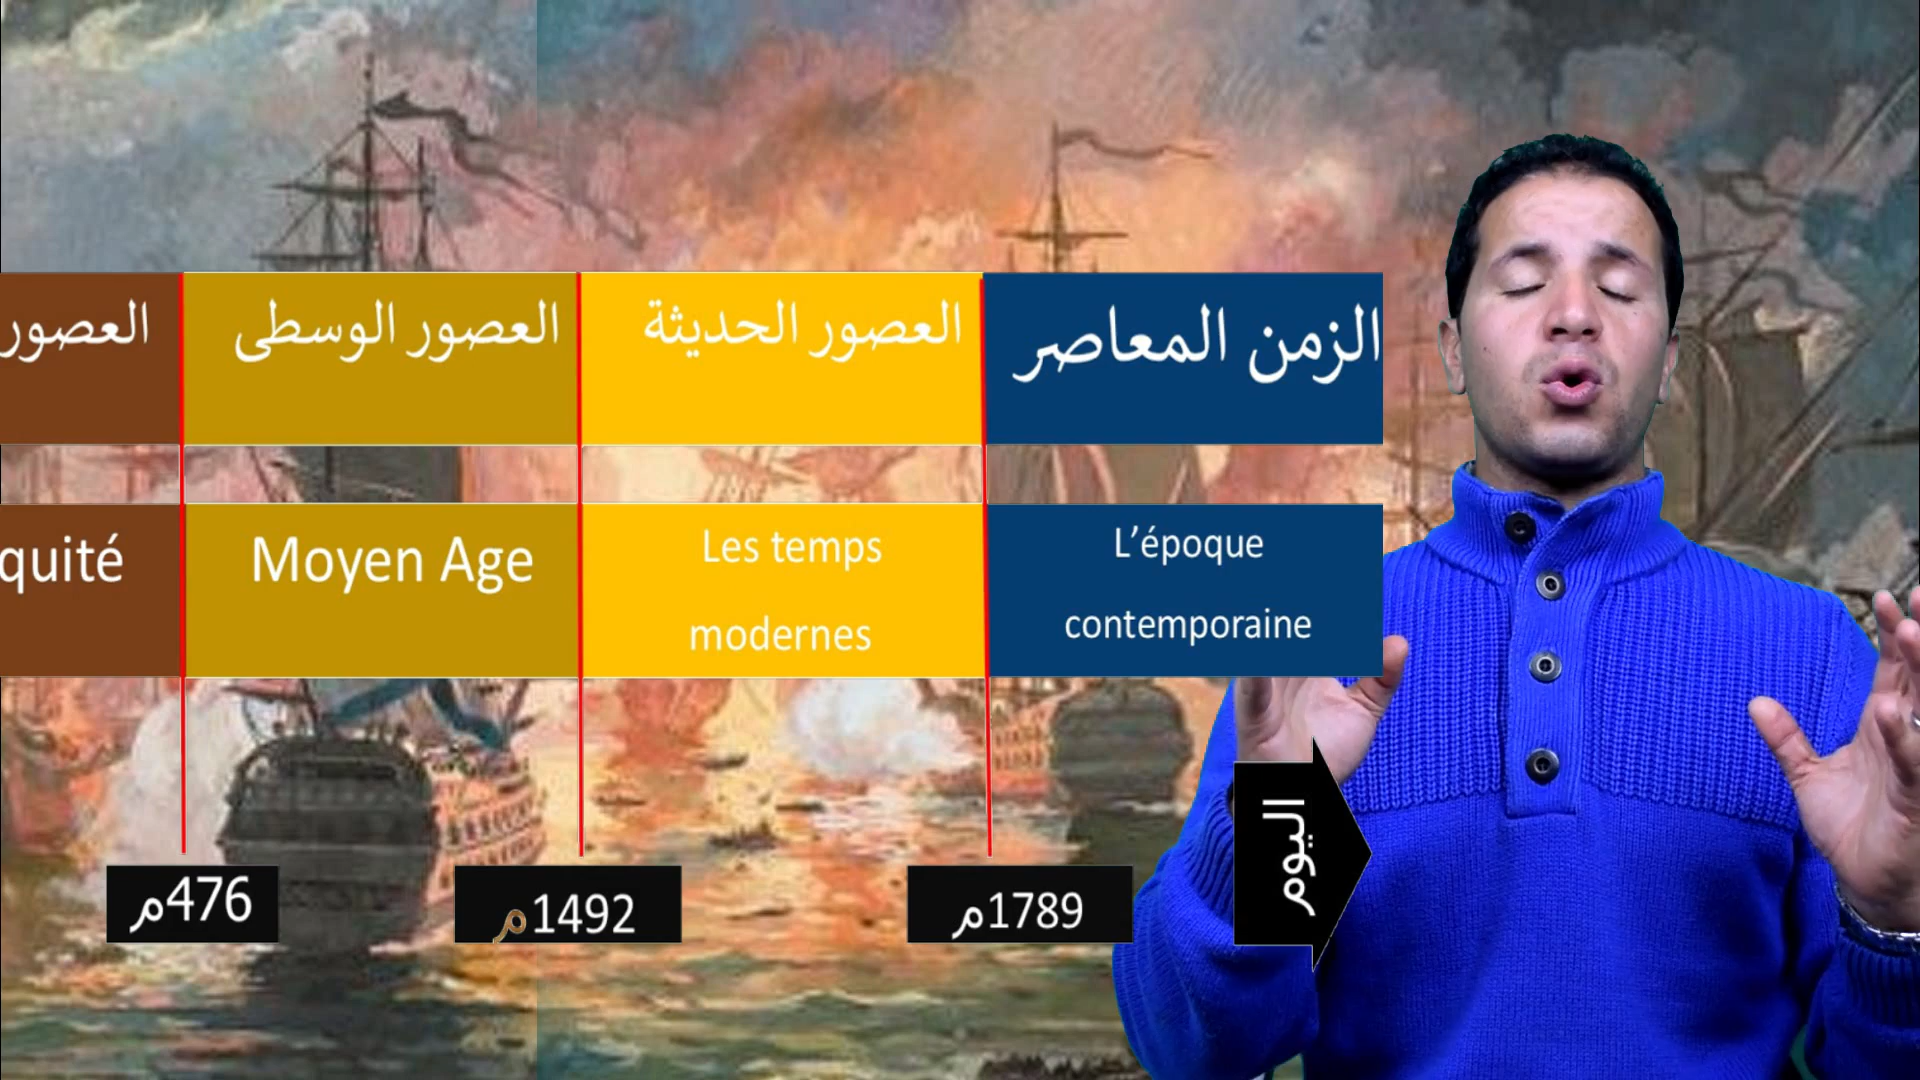 العصور
العصور الوسطى
العصور الحديثة
الزمن المعاصر
quité
Moyen Age
Les temps
modernes
L’époque
contemporaine
476م
1492م
1789م
اليوم